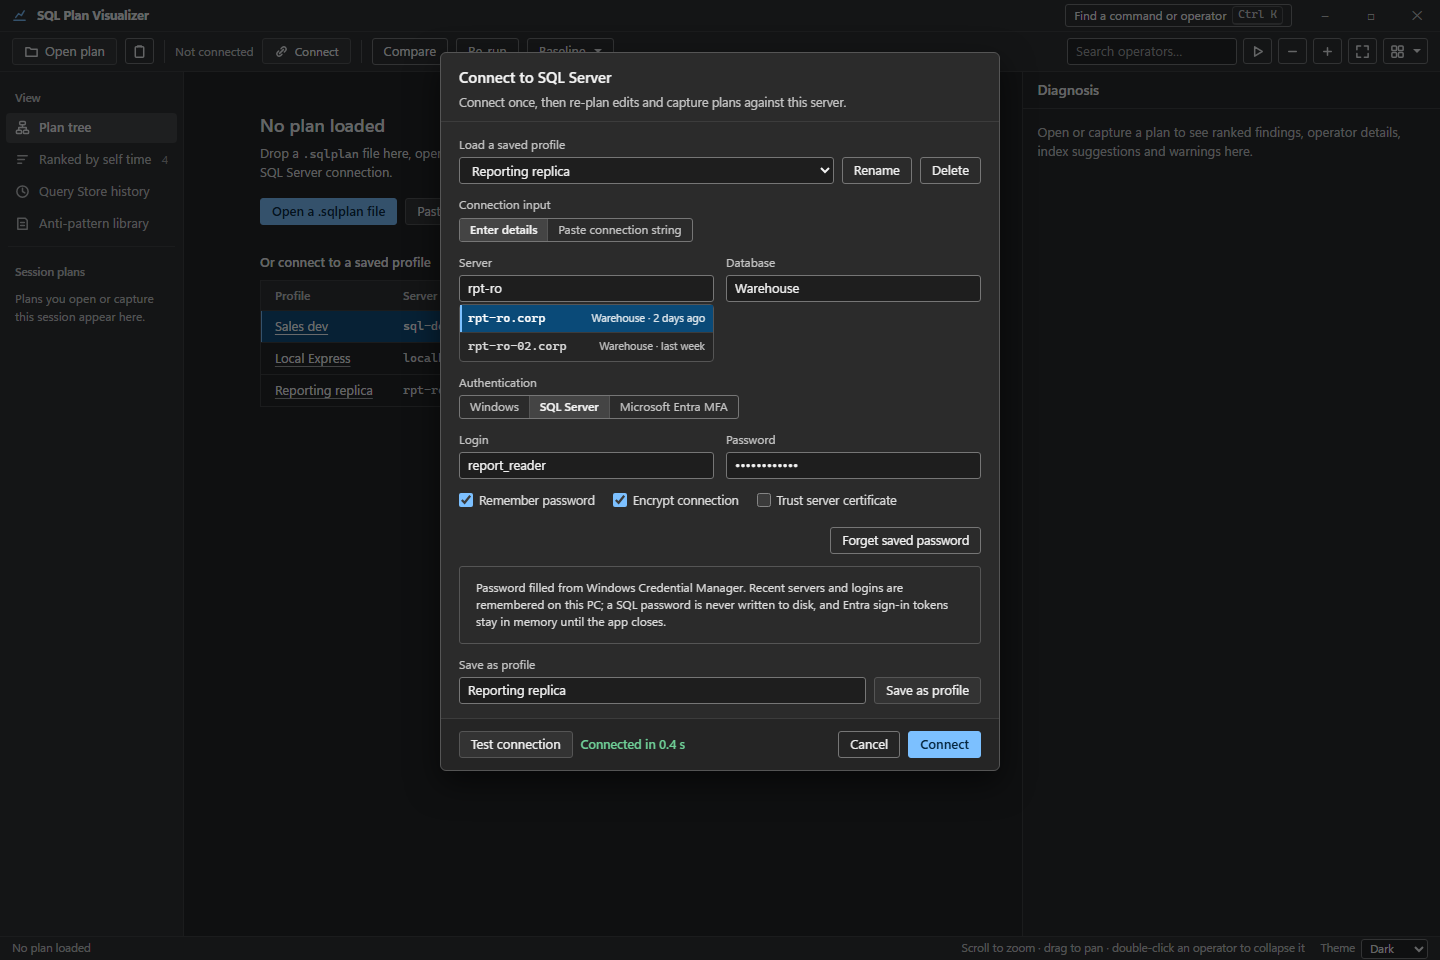 SQL Plan Visualizer
Find a command or operator Ctrl K
Open plan
Not connected
Connect
Compare
Re-run
Baseline
Search operators...
View
Plan tree
Ranked by self time 4
Query Store history
Anti-pattern library
Session plans
Plans you open or capture
this session appear here.
No plan loaded
Drop a .sqlplan file here, open
SQL Server connection.
Open a .sqlplan file
Or connect to a saved profile
Profile Server
Sales dev
Local Express
Reporting replica
Connect to SQL Server
Connect once, then re-plan edits and capture plans against this server.
Load a saved profile
Reporting replica
Rename
Delete
Connection input
Enter details
Paste connection string
Server
Database
rpt-ro
Warehouse
rpt-ro.corp Warehouse · 2 days ago
rpt-ro-02.corp Warehouse · last week
Authentication
Windows
SQL Server
Microsoft Entra MFA
Login
Password
report_reader
••••••••••••
Remember password
Encrypt connection
Trust server certificate
Forget saved password
Password filled from Windows Credential Manager. Recent servers and logins are
remembered on this PC; a SQL password is never written to disk, and Entra sign-in tokens
stay in memory until the app closes.
Save as profile
Reporting replica
Save as profile
Test connection
Connected in 0.4 s
Cancel
Connect
Diagnosis
Open or capture a plan to see ranked findings, operator details,
index suggestions and warnings here.
No plan loaded
Scroll to zoom · drag to pan · double-click an operator to collapse it
Theme
Dark